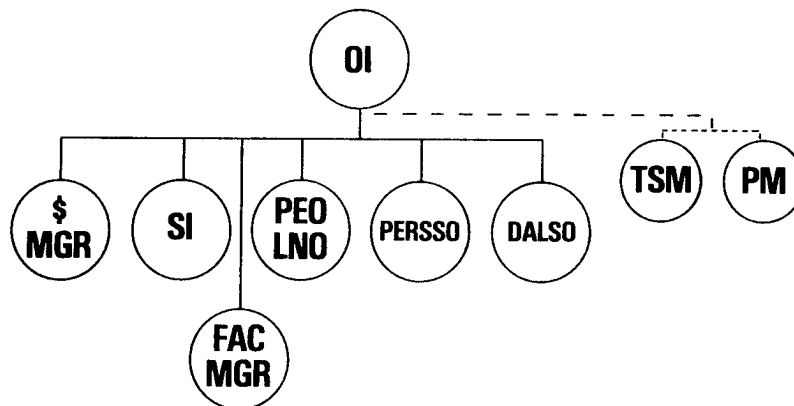 OI
TSM
PM
$
MGR
SI
PEO
LNO
PERSSO
DALSO
FAC
MGR